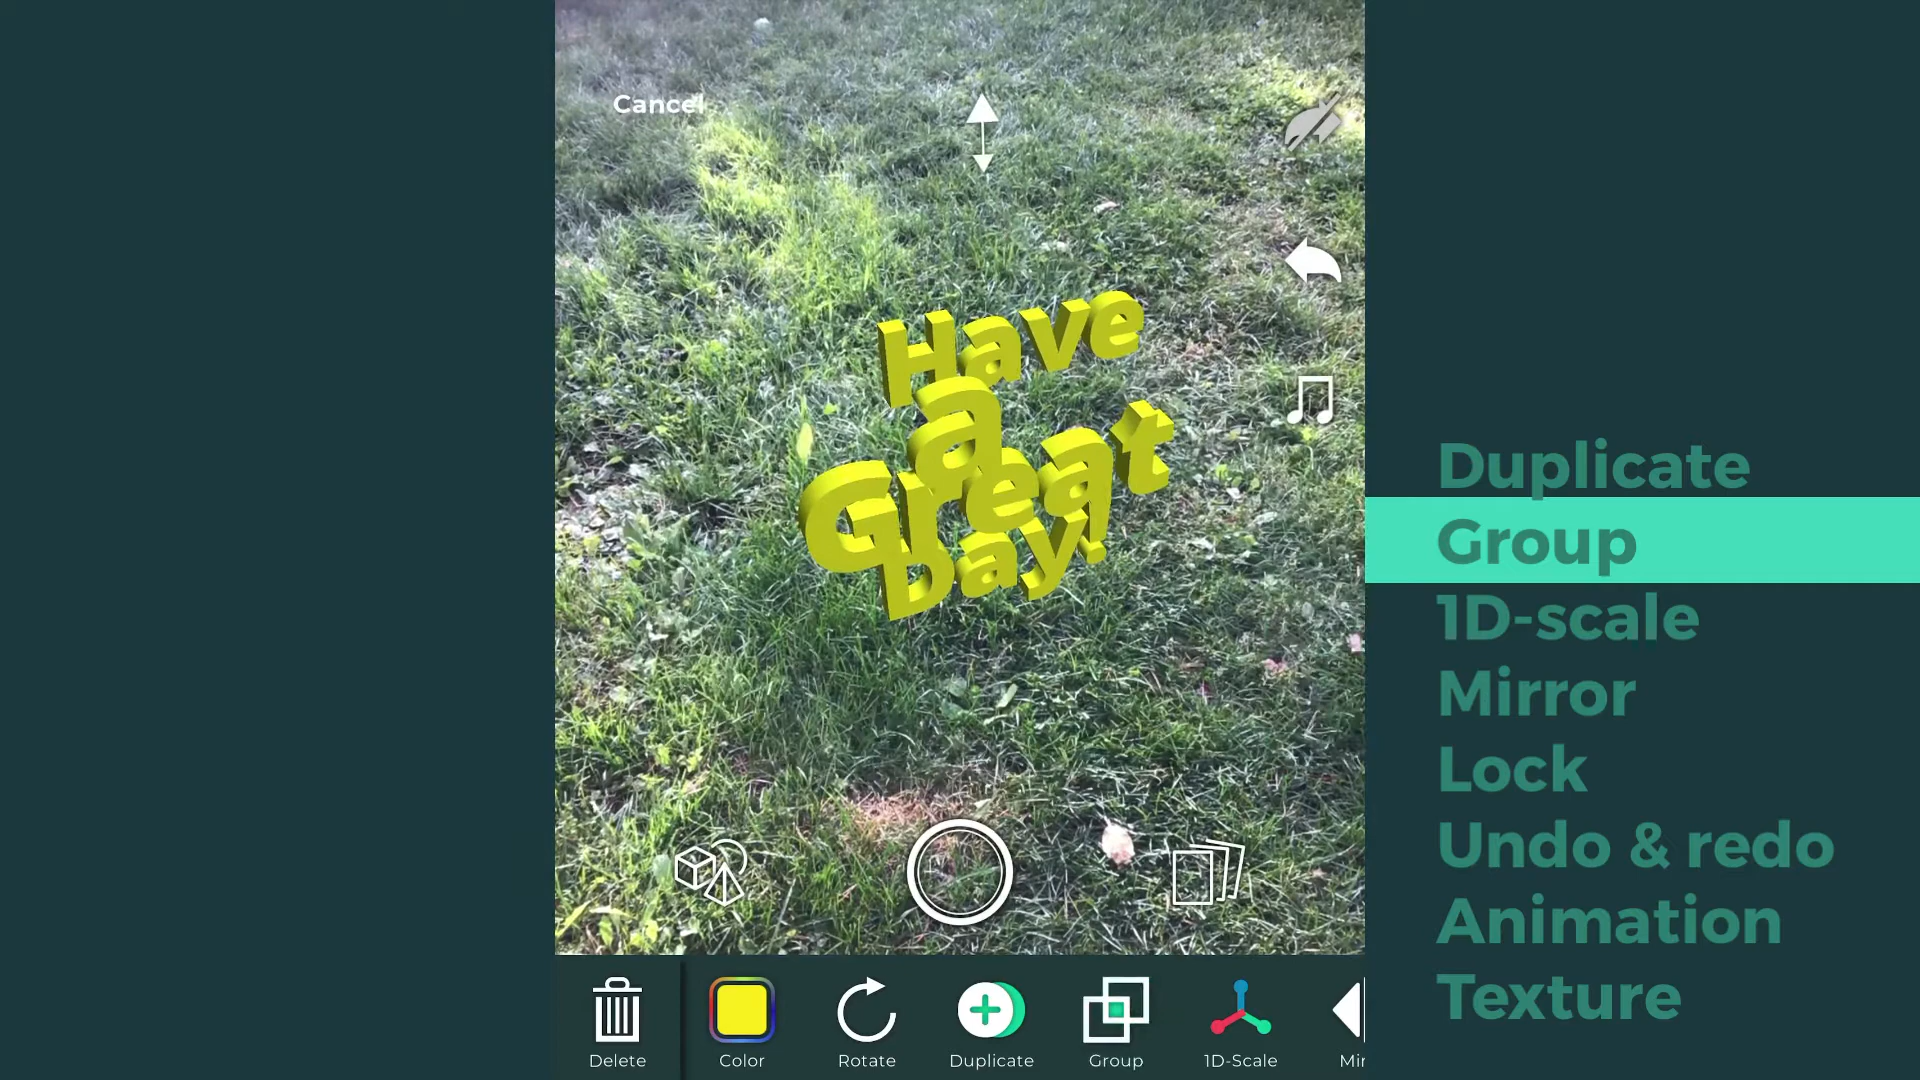 Cancel
Have
a
Great
Day!
Duplicate
Group
1D-scale
Mirror
Lock
Undo & redo
Animation
Texture
Delete
Color
Rotate
Duplicate
Group
1D-Scale
Mir